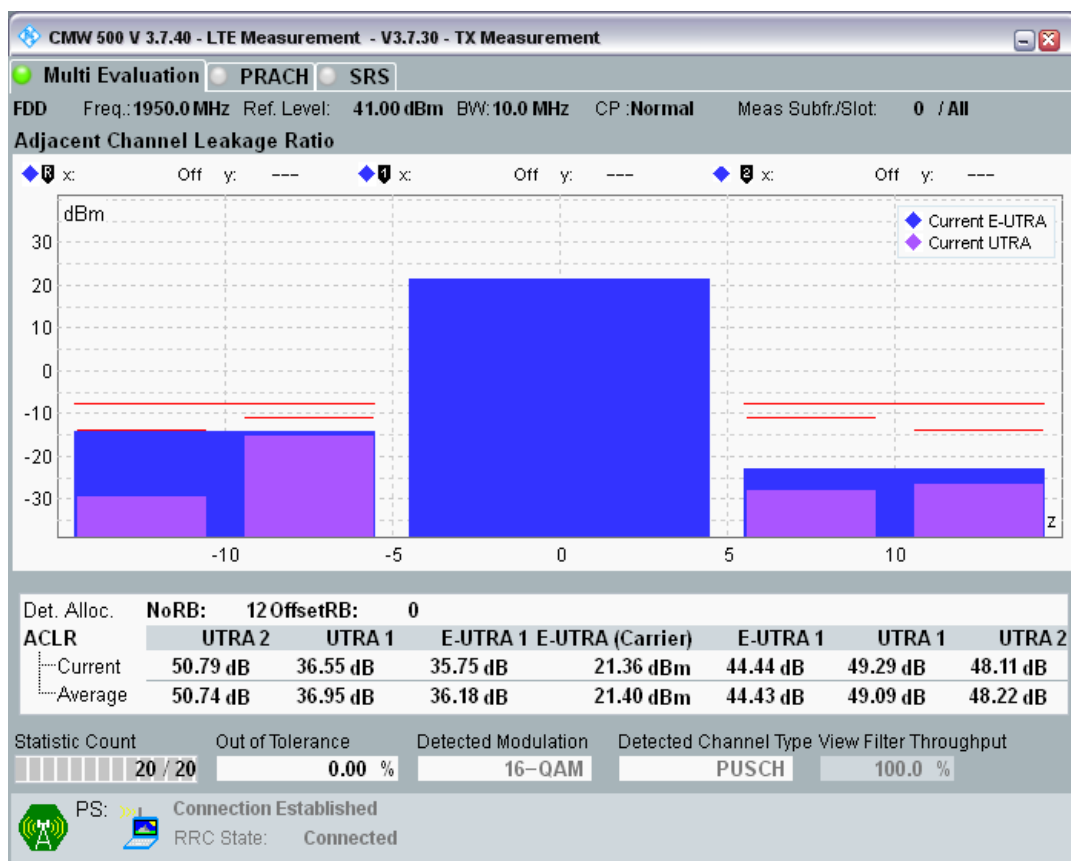 CMW 500 V 3.7.40 - LTE Measurement - V3.7.30 - TX Measurement
Multi Evaluation PRACH SRS
FDD Freq.: 1950.0 MHz Ref. Level: 41.00 dBm BW: 10.0 MHz CP :Normal Meas Subfr./Slot: 0 / All
Adjacent Channel Leakage Ratio
R x: Off y: --- 1 x: Off y: --- 2 x: Off y: ---
dBm
Current E-UTRA
Current UTRA
30
20
10
0
-10
-20
-30
z
-10 -5 0 5 10
Det. Alloc. NoRB: 12 OffsetRB: 0
ACLR UTRA 2 UTRA 1 E-UTRA 1 E-UTRA (Carrier) E-UTRA 1 UTRA 1 UTRA 2
Current 50.79 dB 36.55 dB 35.75 dB 21.36 dBm 44.44 dB 49.29 dB 48.11 dB
Average 50.74 dB 36.95 dB 36.18 dB 21.40 dBm 44.43 dB 49.09 dB 48.22 dB
Statistic Count Out of Tolerance Detected Modulation Detected Channel Type View Filter Throughput
20 / 20 0.00 % 16-QAM PUSCH 100.0 %
PS: Connection Established
RRC State: Connected